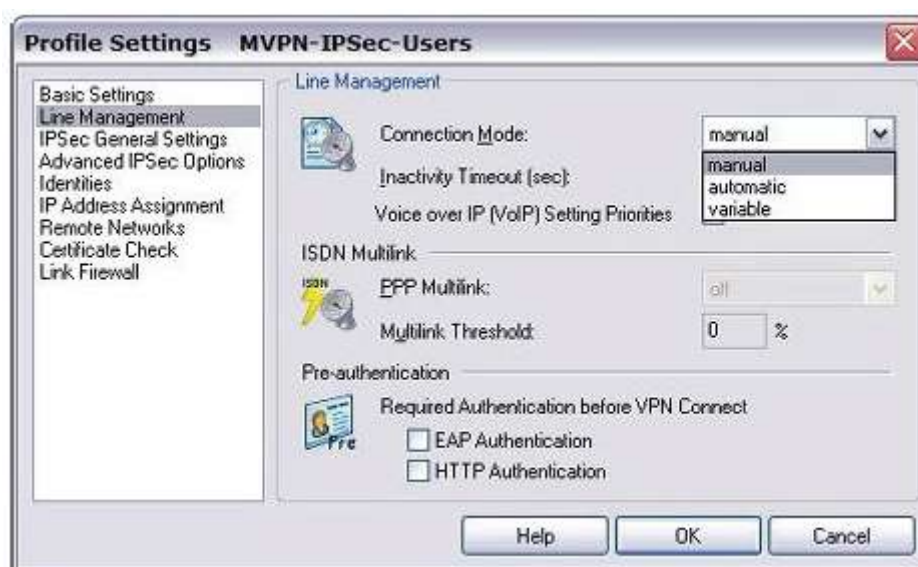 Profile Settings MVPN-IPSec-Users
Basic Settings
Line Management
IPSec General Settings
Advanced IPSec Options
Identities
IP Address Assignment
Remote Networks
Certificate Check
Link Firewall
Line Management
Connection Mode: manual
manual
automatic
variable
Inactivity Timeout (sec):
Voice over IP (VoIP) Setting Priorities
ISDN Multilink
ISDN
PPP Multilink: off
Multilink Threshold: 0 %
Pre-authentication
Pre
Required Authentication before VPN Connect
EAP Authentication
HTTP Authentication
Help OK Cancel